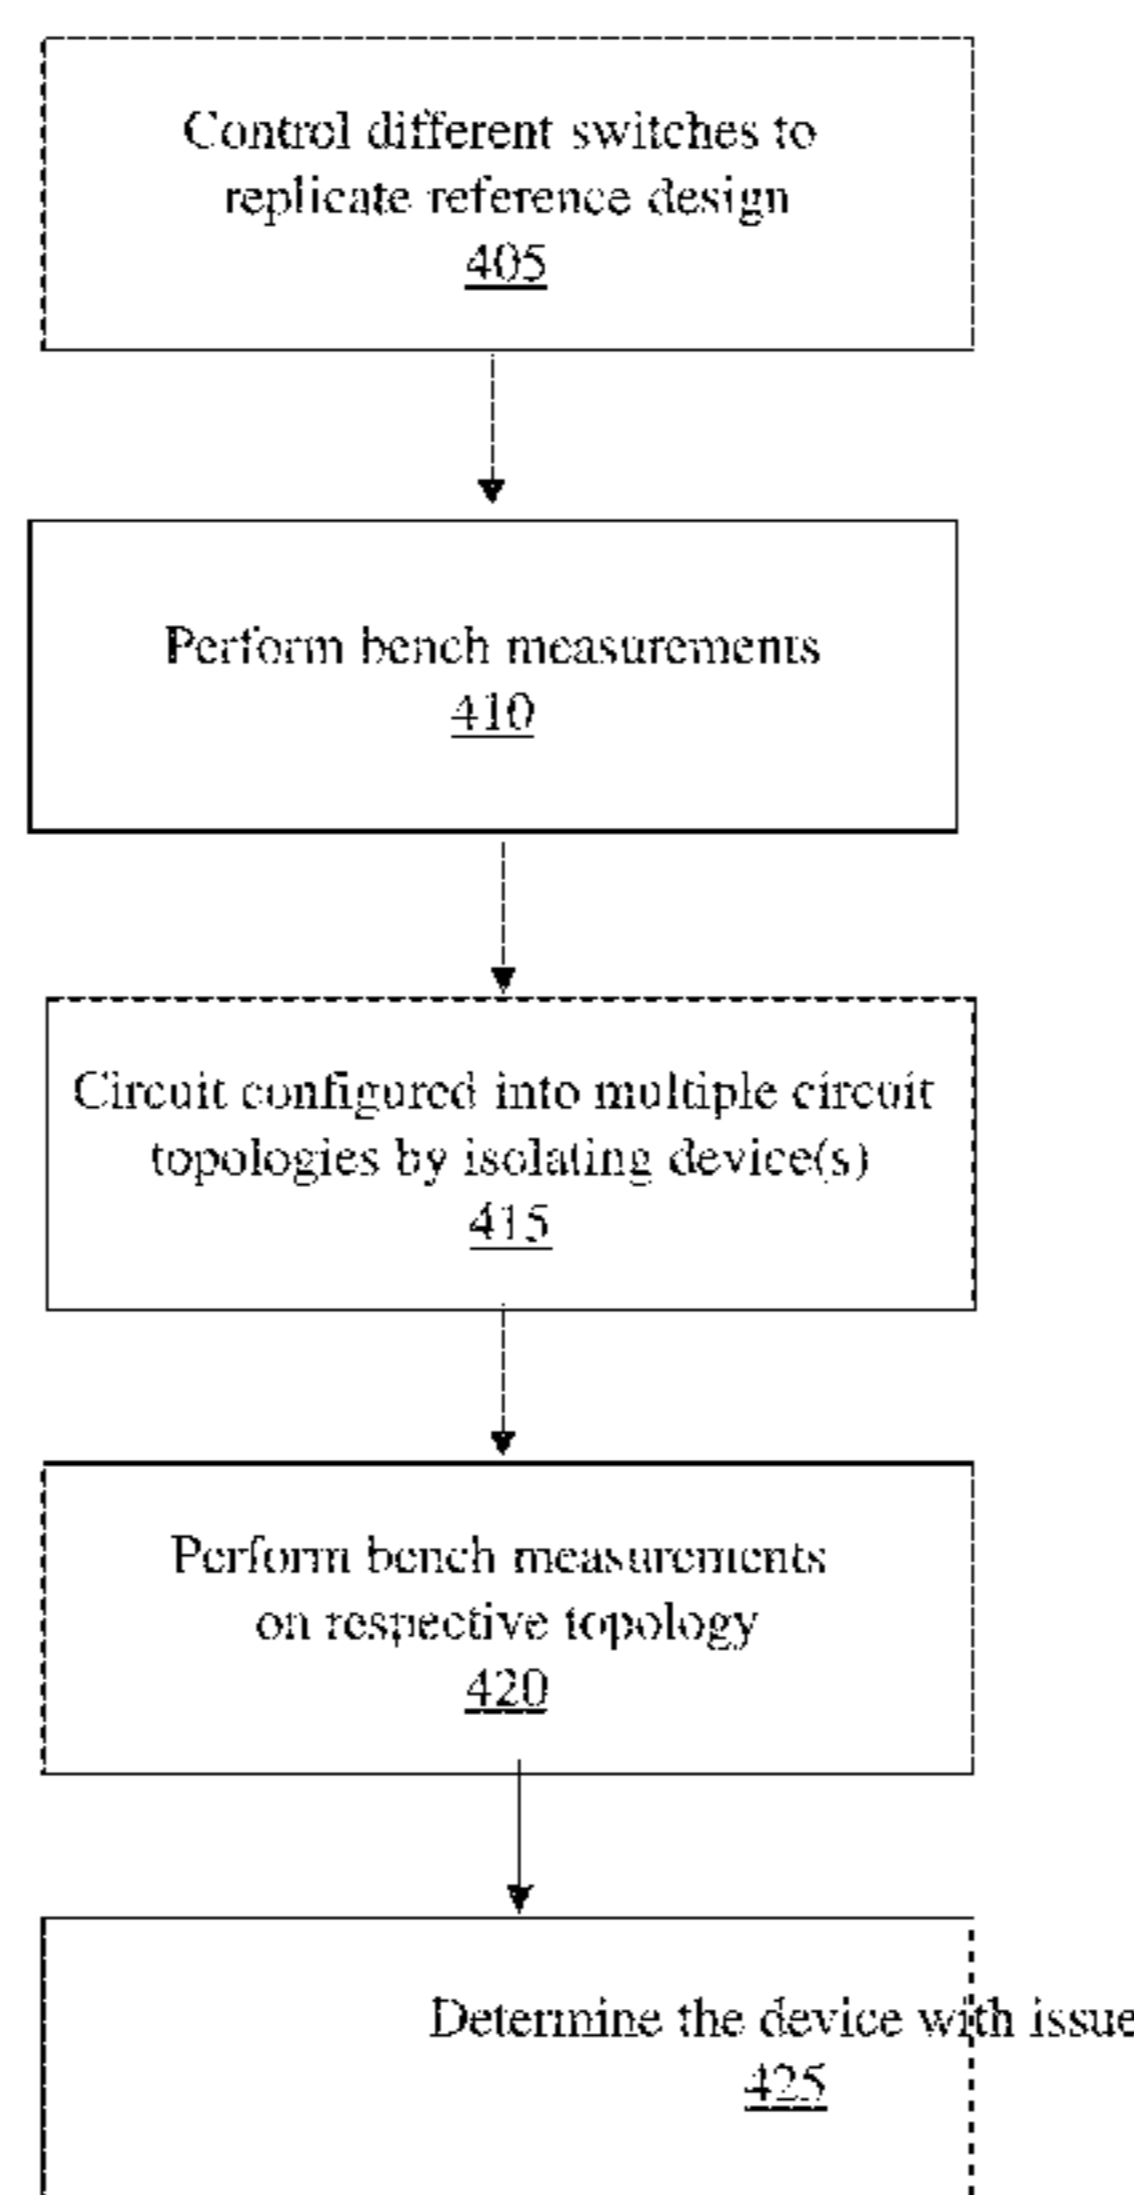 Control different switches to
replicate reference design
405
Perform bench measurements
410
Circuit configured into multiple circuit
topologies by isolating device(s)
415
Perform bench measurements
on respective topology
420
Determine the device with issue
425